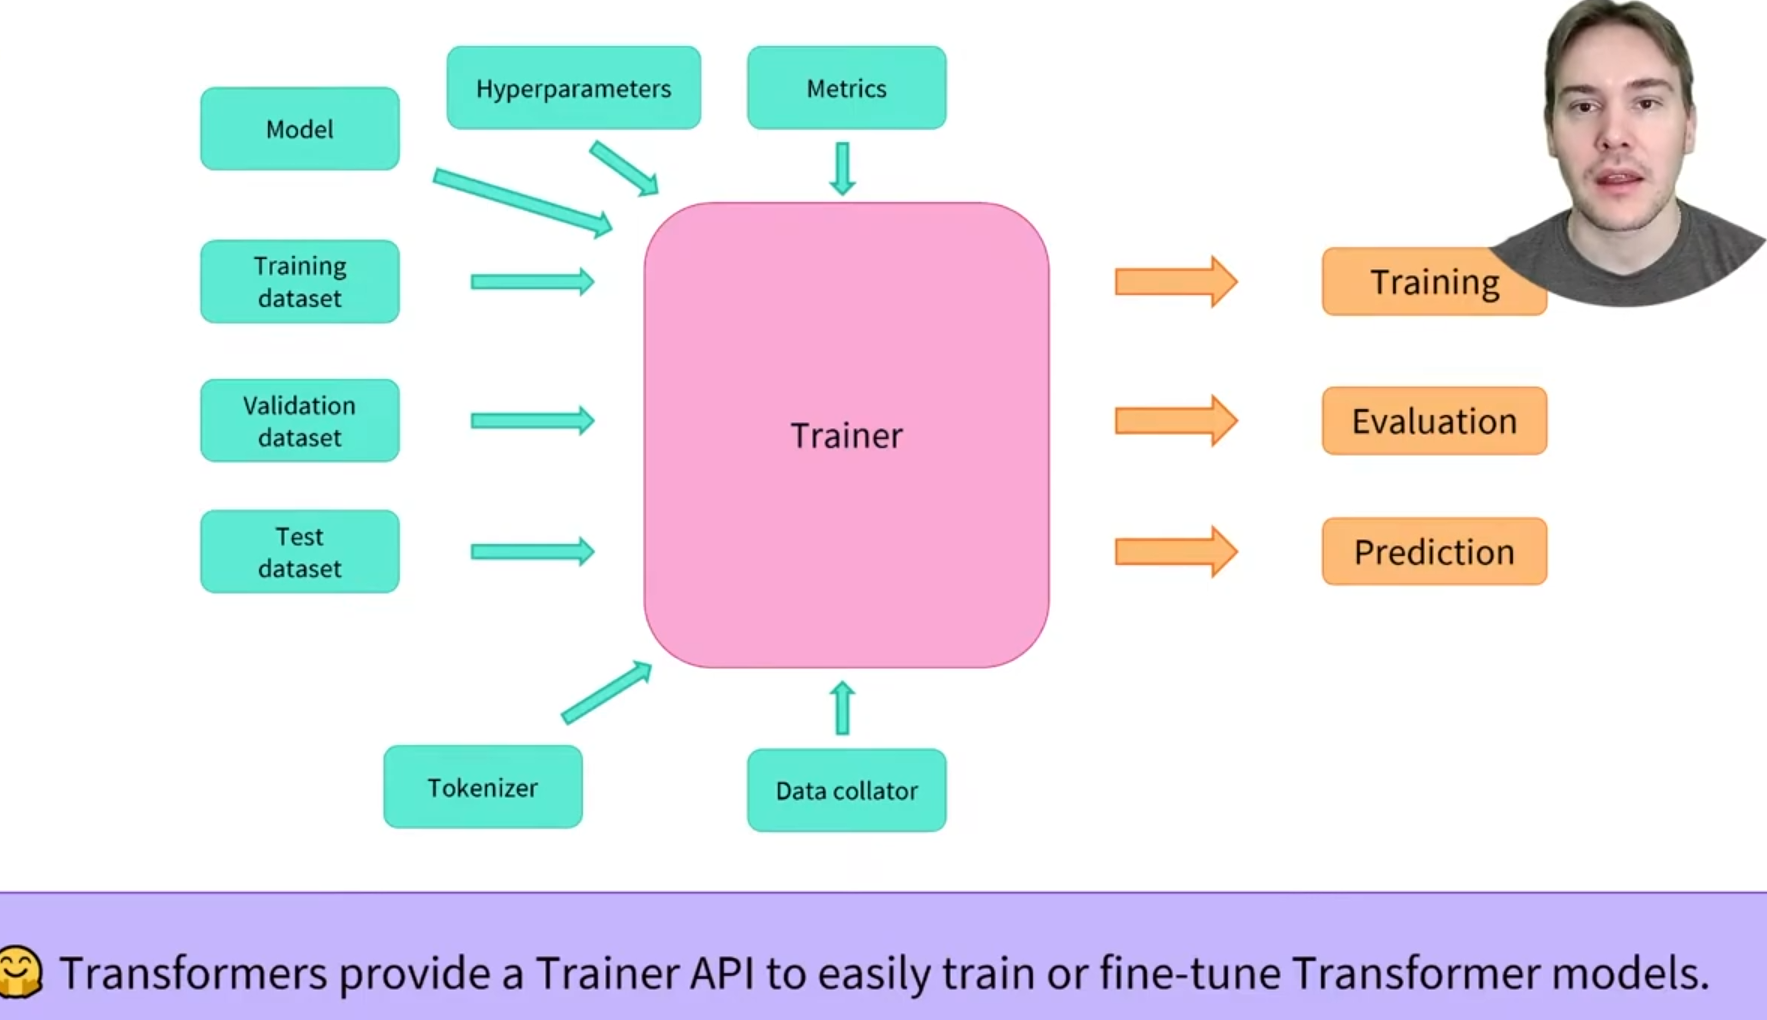 Hyperparameters
Metrics
Model
Training
dataset
Training
Validation
dataset
Trainer
Evaluation
Test
dataset
Prediction
Tokenizer
Data collator
🤗 Transformers provide a Trainer API to easily train or fine-tune Transformer models.